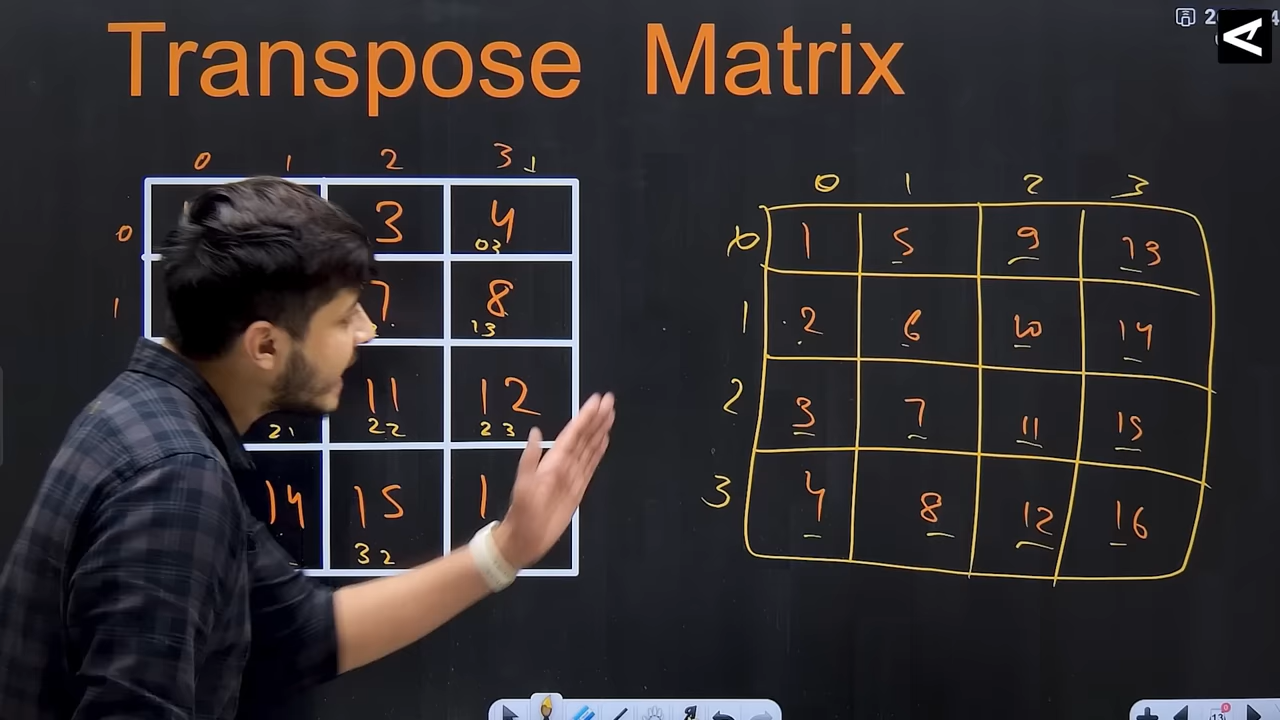 Transpose Matrix
0 1 2 3 1
0 3 4
03
1 7 8
13
11 12
21 22 23
14 15 1
32
0 1 2 3
0 1 5 9 13
1 2 6 10 14
2 3 7 11 15
3 4 8 12 16